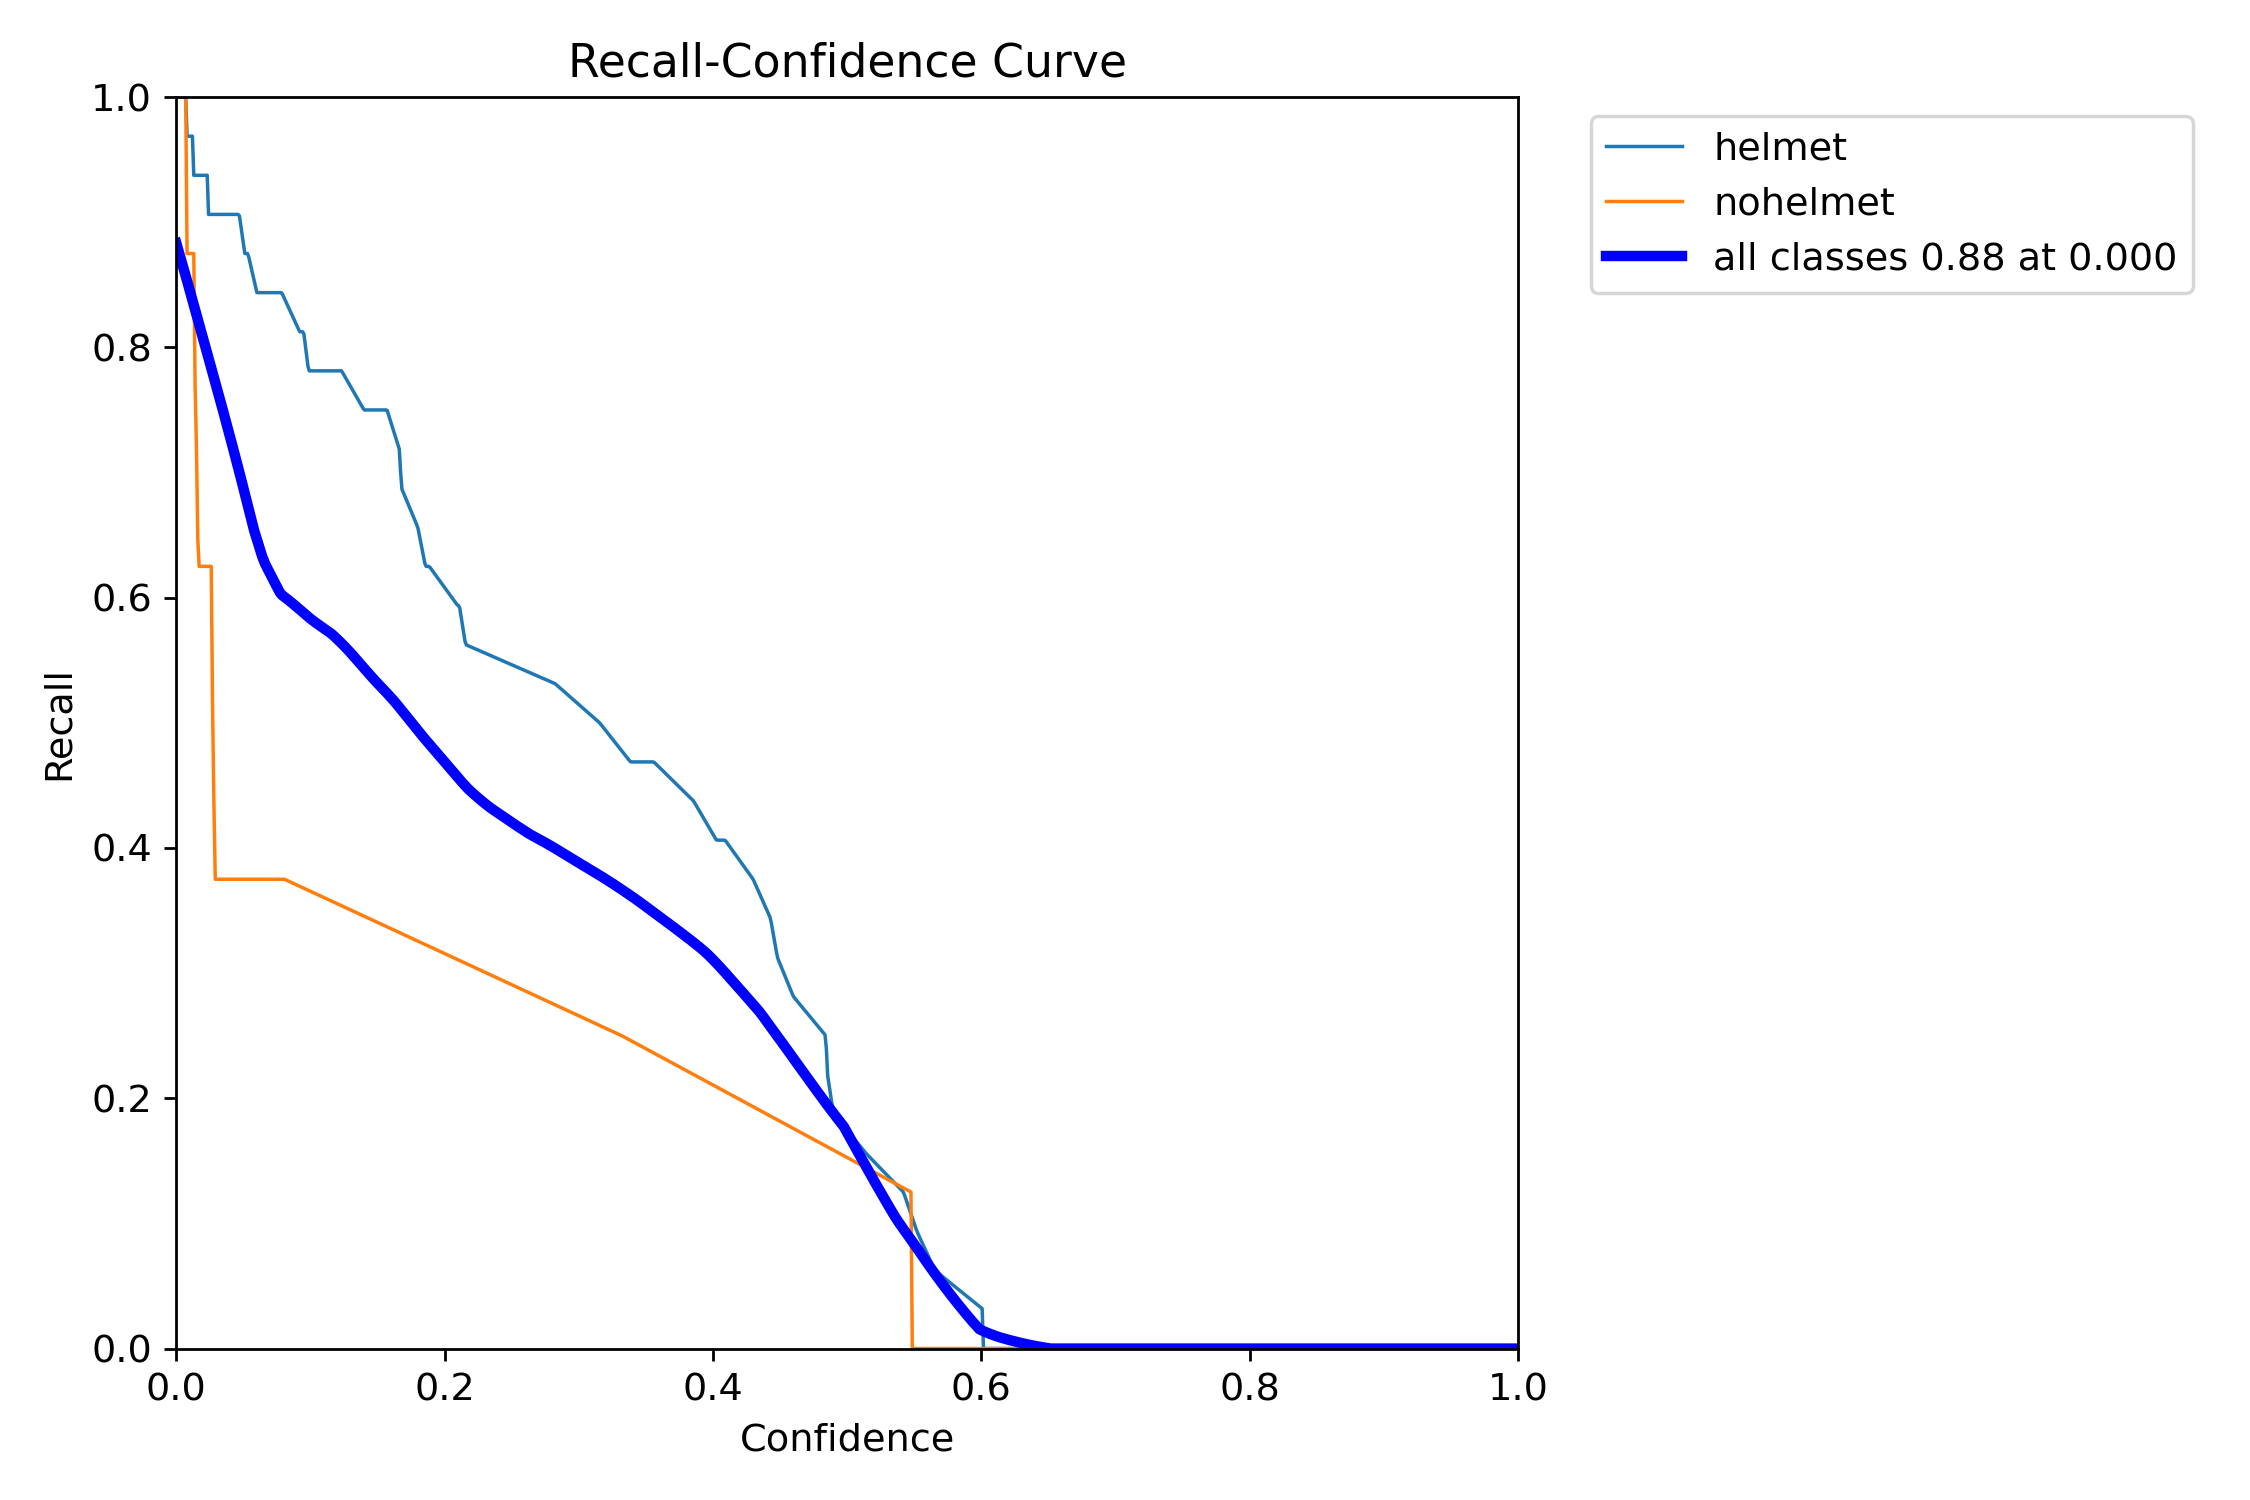 Recall-Confidence Curve
1.0
0.8
0.6
0.4
0.2
0.0
Recall
0.0 0.2 0.4 0.6 0.8 1.0
Confidence
helmet
nohelmet
all classes 0.88 at 0.000